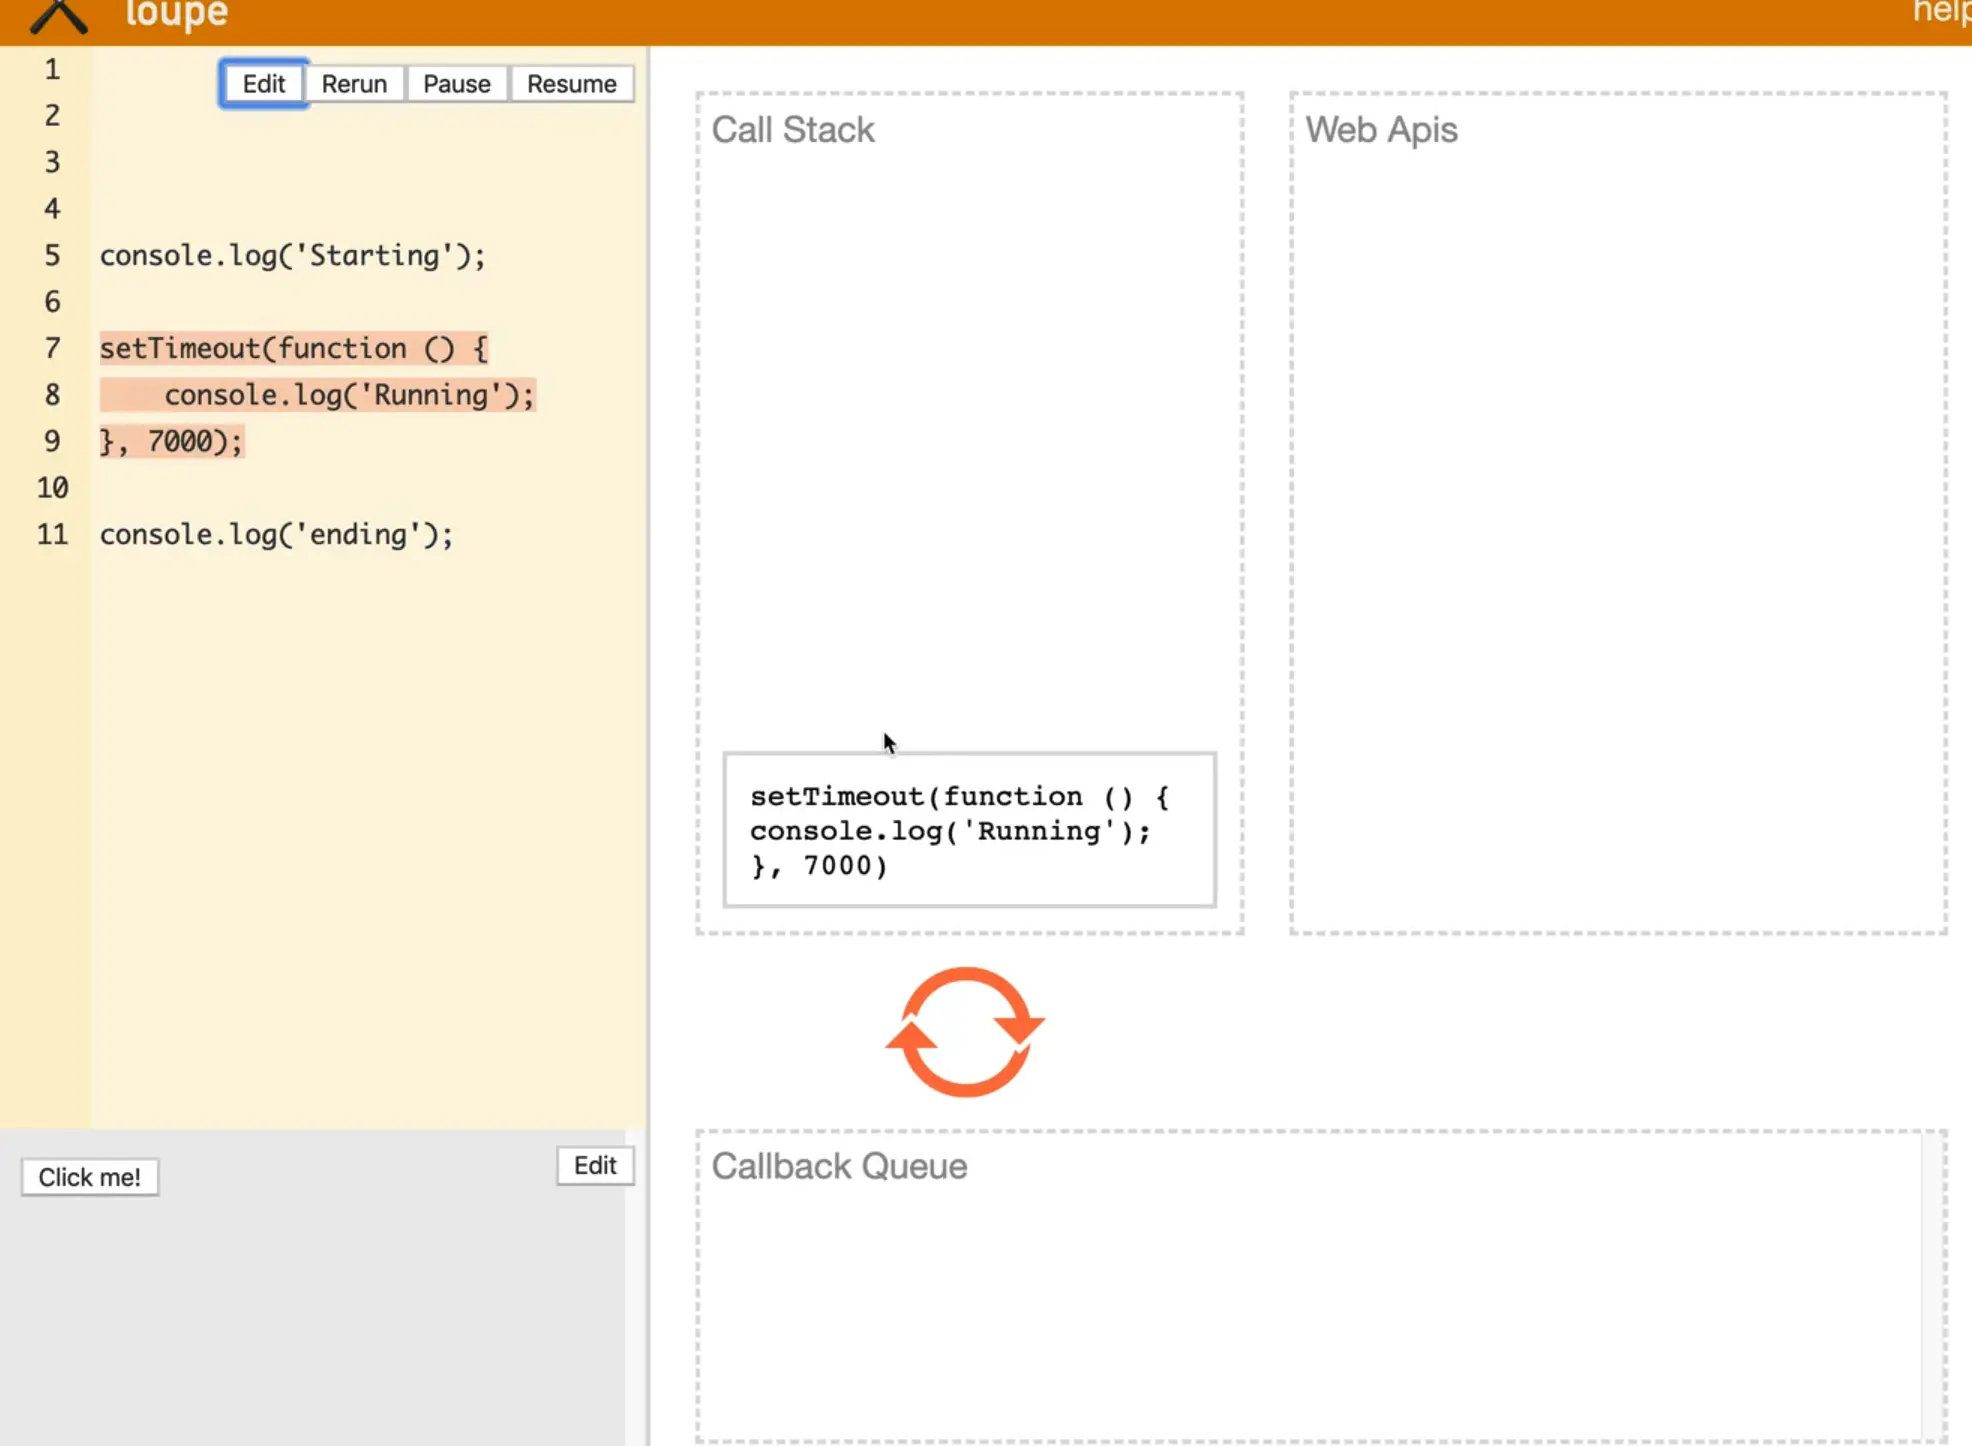 loupe
help
Edit Rerun Pause Resume
1
2
3
4
5 console.log('Starting');
6
7 setTimeout(function () {
8     console.log('Running');
9 }, 7000);
10
11 console.log('ending');
Click me!
Edit
Call Stack
setTimeout(function () {
console.log('Running');
}, 7000)
Web Apis
Callback Queue